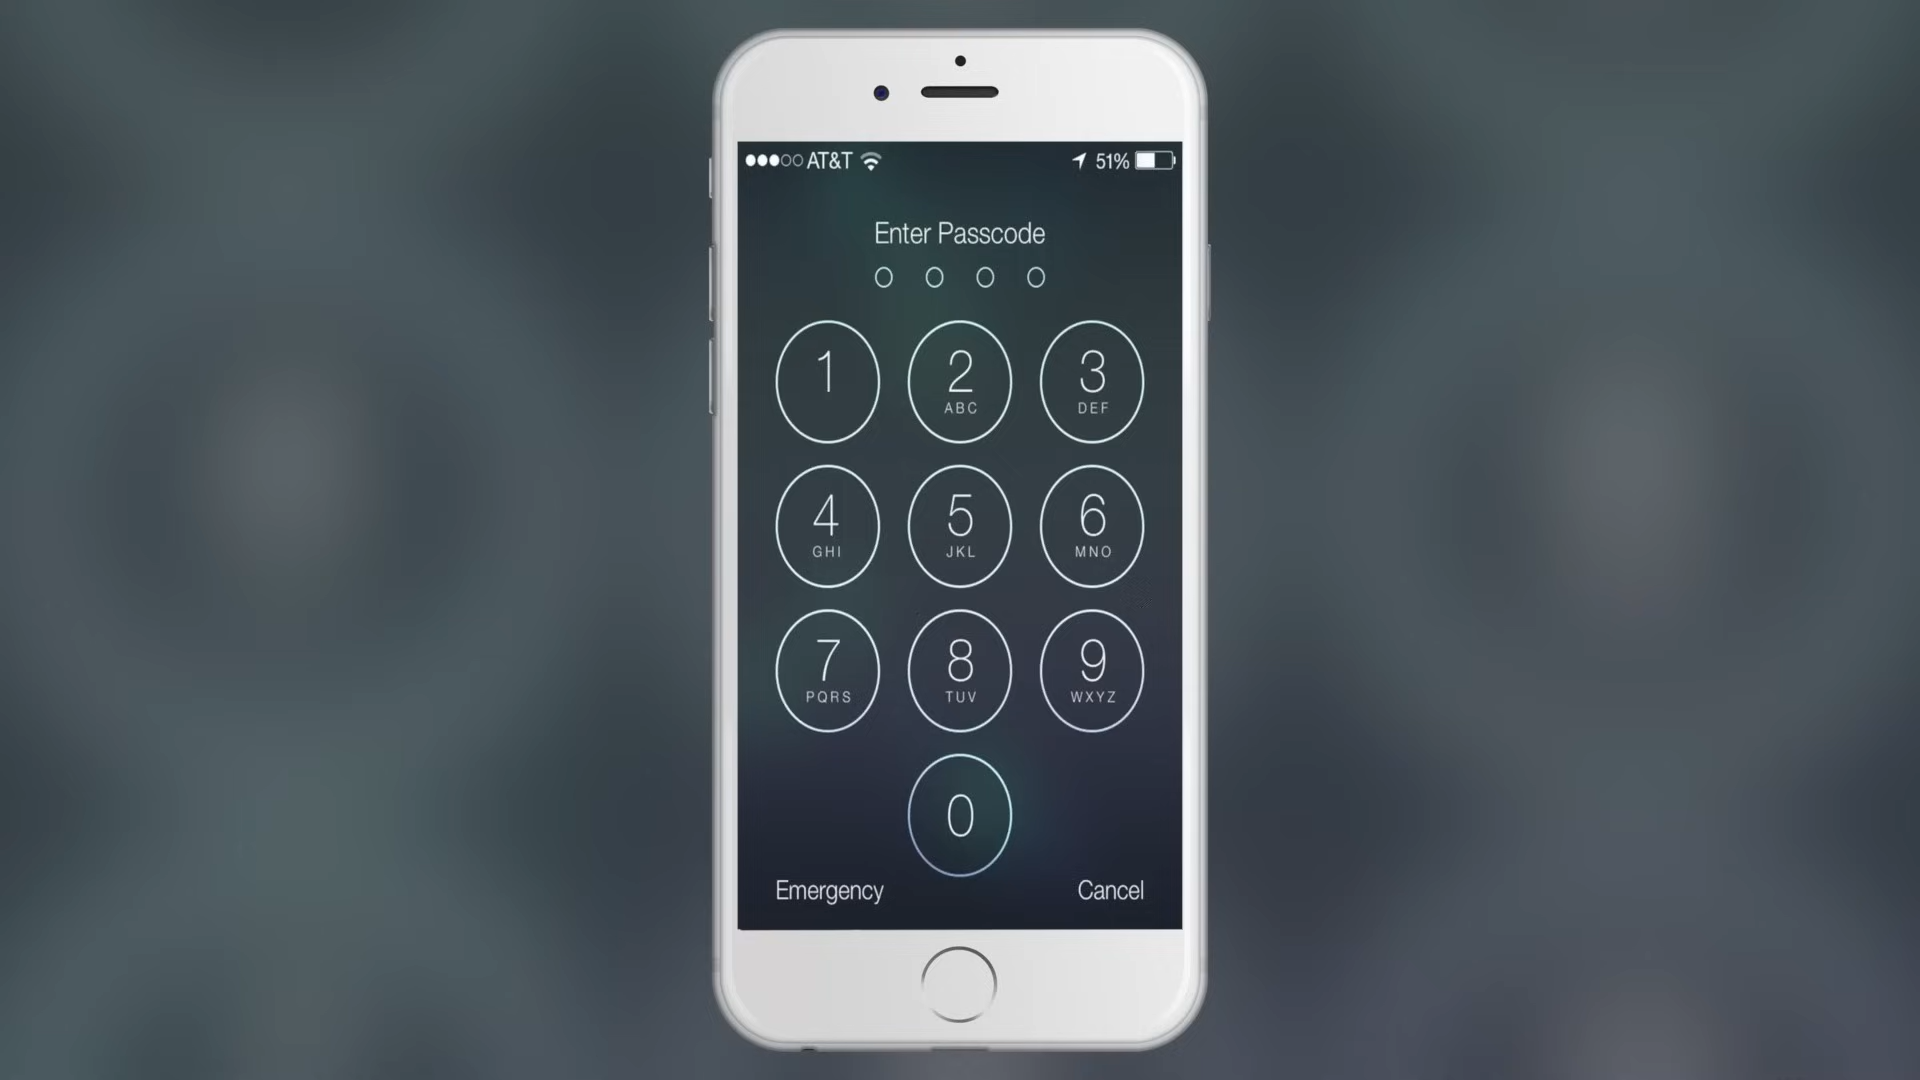 AT&T 51%
Enter Passcode
1 2 3
ABC DEF
4 5 6
GHI JKL MNO
7 8 9
PQRS TUV WXYZ
0
Emergency Cancel